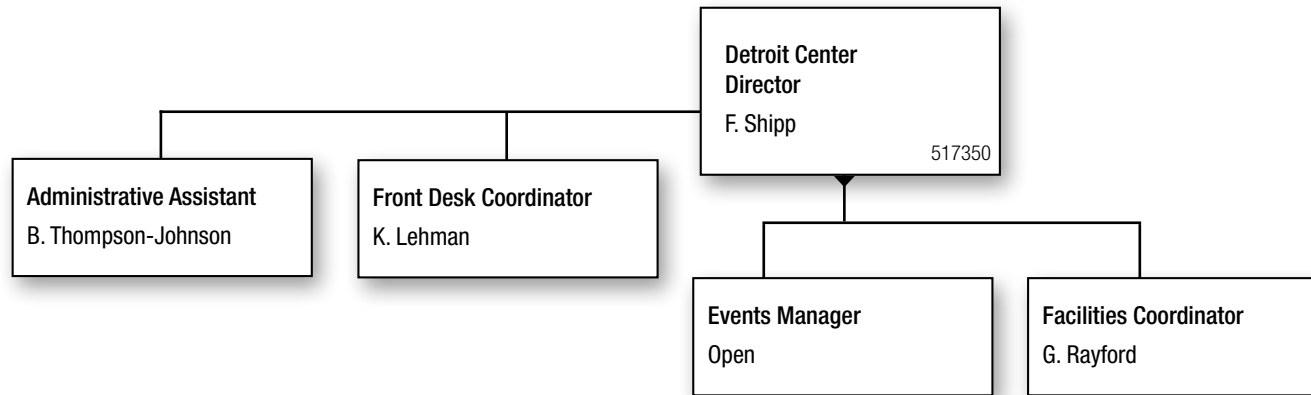 Detroit Center
Director
F. Shipp
517350
Administrative Assistant
B. Thompson-Johnson
Front Desk Coordinator
K. Lehman
Events Manager
Open
Facilities Coordinator
G. Rayford